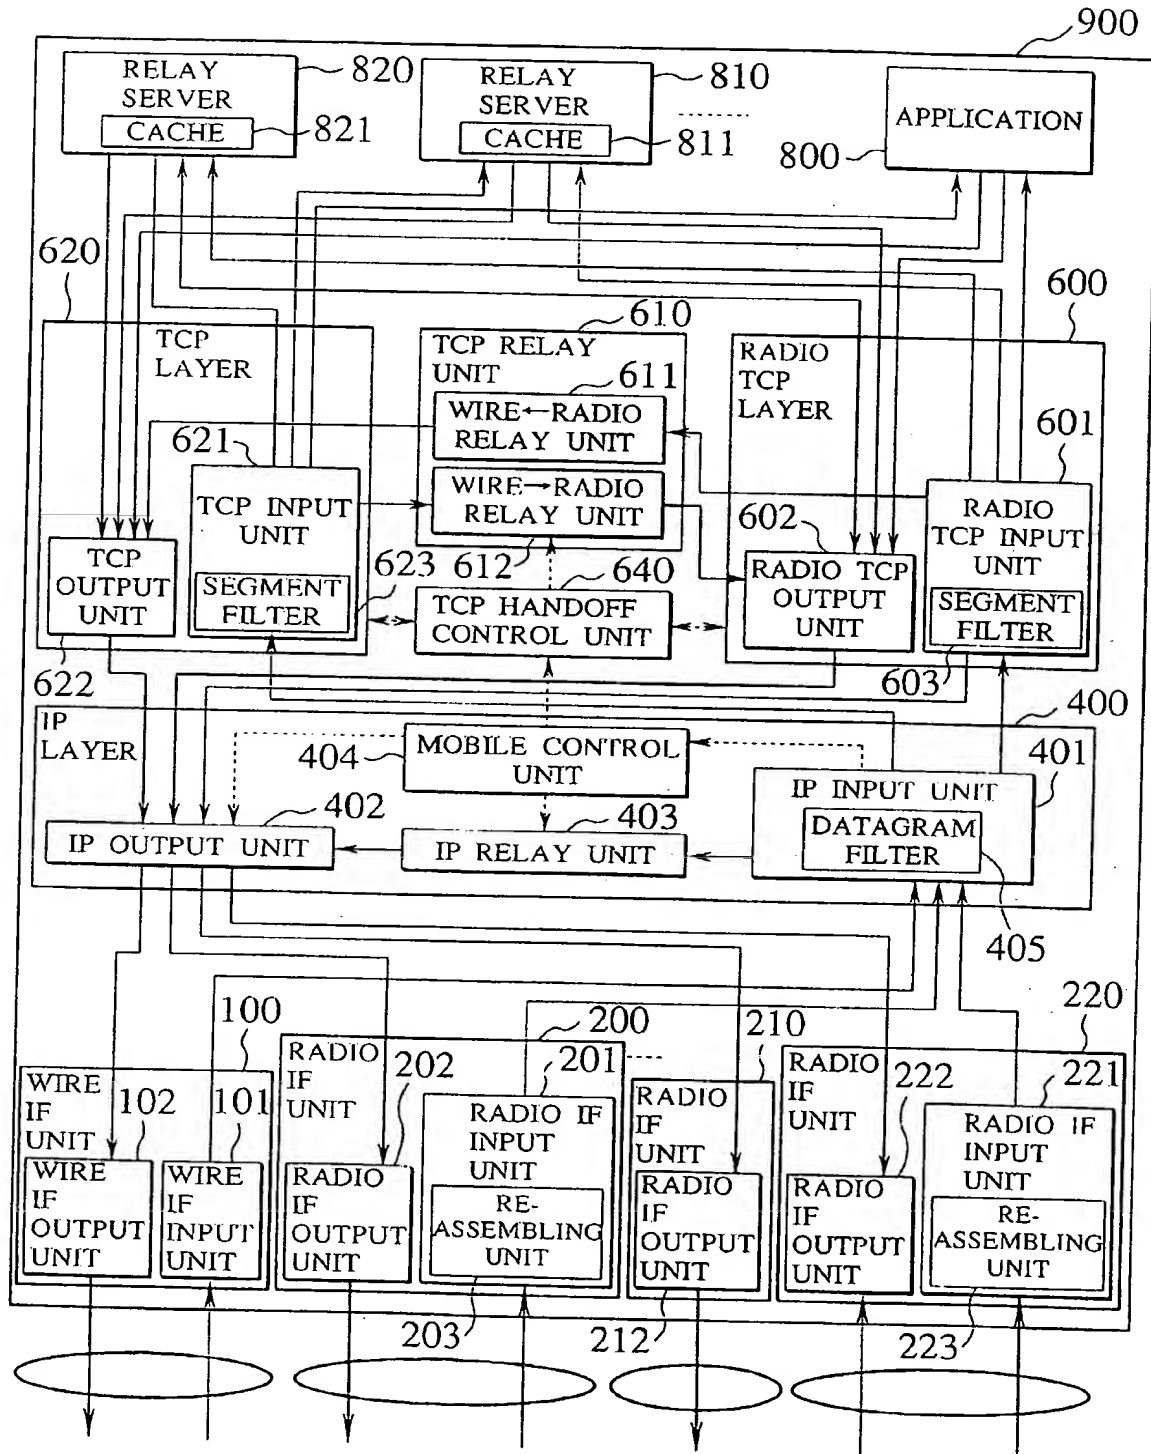 900
RELAY
SERVER
CACHE
820
821
RELAY
SERVER
CACHE
810
811
APPLICATION
800
620
TCP
LAYER
610
TCP RELAY
UNIT
611
WIRE←RADIO
RELAY UNIT
WIRE→RADIO
RELAY UNIT
612
600
RADIO
TCP
LAYER
601
RADIO
TCP INPUT
UNIT
SEGMENT
FILTER
603
602
RADIO TCP
OUTPUT
UNIT
621
TCP INPUT
UNIT
SEGMENT
FILTER
623
TCP
OUTPUT
UNIT
622
640
TCP HANDOFF
CONTROL UNIT
IP
LAYER
400
404
MOBILE CONTROL
UNIT
401
IP INPUT UNIT
DATAGRAM
FILTER
405
402
IP OUTPUT UNIT
403
IP RELAY UNIT
100
WIRE
IF
UNIT
102
101
WIRE
IF
OUTPUT
UNIT
WIRE
IF
INPUT
UNIT
200
RADIO
IF
UNIT
202
201
RADIO
IF
OUTPUT
UNIT
RADIO IF
INPUT
UNIT
RE-
ASSEMBLING
UNIT
203
210
RADIO
IF
UNIT
RADIO
IF
OUTPUT
UNIT
212
220
RADIO
IF
UNIT
222
221
RADIO
IF
OUTPUT
UNIT
RADIO IF
INPUT
UNIT
RE-
ASSEMBLING
UNIT
223